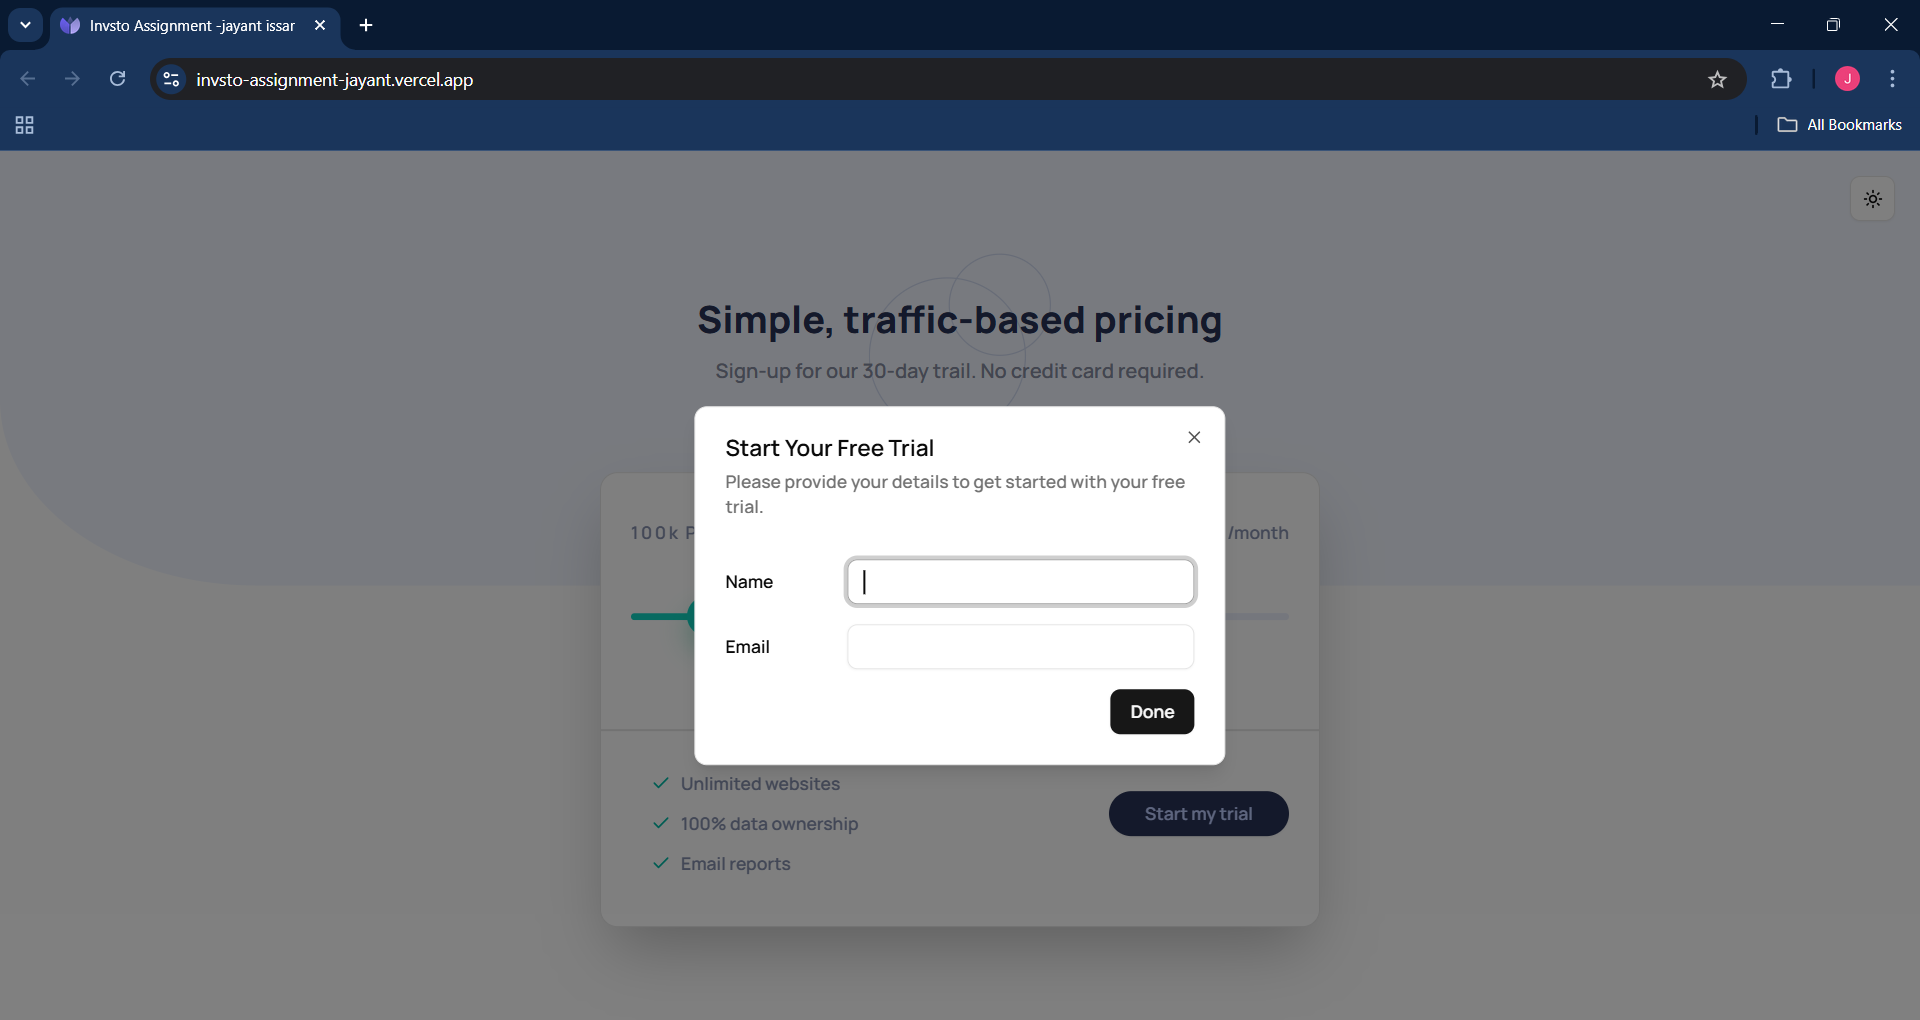 Invsto Assignment -jayant issar
invsto-assignment-jayant.vercel.app
J
All Bookmarks
Simple, traffic-based pricing
Sign-up for our 30-day trail. No credit card required.
Start Your Free Trial
Please provide your details to get started with your free
trial.
100k
/month
Name
Email
Done
Unlimited websites
100% data ownership
Email reports
Start my trial